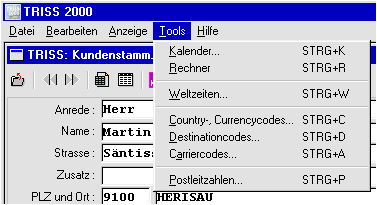 TRISS 2000
Datei Bearbeiten Anzeige Tools Hilfe
TRISS: Kundenstamm
Kalender... STRG+K
Rechner STRG+R
Weltzeiten... STRG+W
Country-, Currencycodes... STRG+C
Destinationcodes... STRG+D
Carriercodes... STRG+A
Postleitzahlen... STRG+P
Anrede : Herr
Name : Martin
Strasse : Säntiss
Zusatz :
PLZ und Ort : 9100 HERISAU